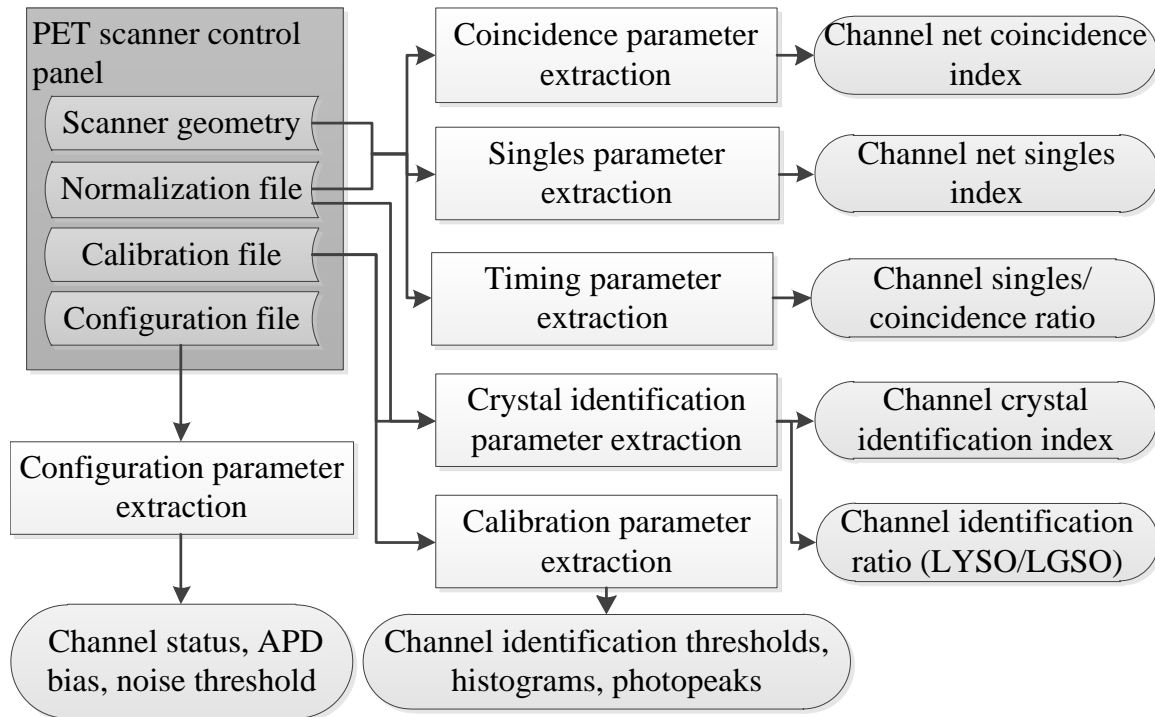 PET scanner control
panel
Scanner geometry
Normalization file
Calibration file
Configuration file
Configuration parameter
extraction
Channel status, APD
bias, noise threshold
Coincidence parameter
extraction
Channel net coincidence
index
Singles parameter
extraction
Channel net singles
index
Timing parameter
extraction
Channel singles/
coincidence ratio
Crystal identification
parameter extraction
Channel crystal
identification index
Channel identification
ratio (LYSO/LGSO)
Calibration parameter
extraction
Channel identification thresholds,
histograms, photopeaks